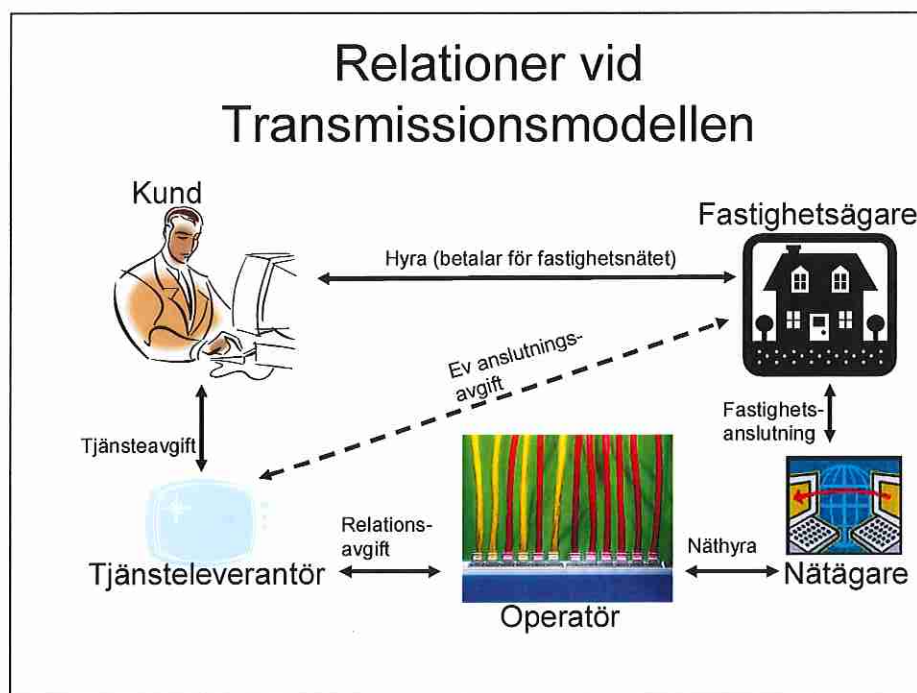 Relationer vid
Transmissionsmodellen
Kund
Fastighetsägare
Hyra (betalar för fastighetsnätet)
Ev anslutnings-
avgift
Fastighets-
anslutning
Tjänsteavgift
Relations-
avgift
Näthyra
Tjänsteleverantör
Operatör
Nätägare